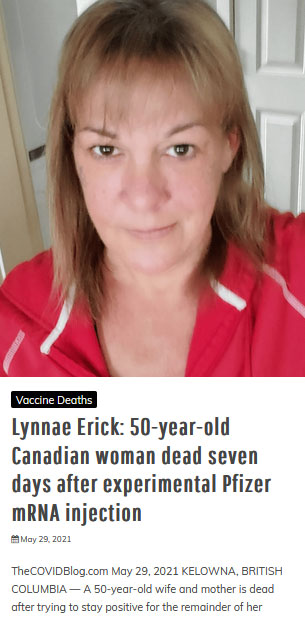 Vaccine Deaths
Lynnae Erick: 50-year-old
Canadian woman dead seven
days after experimental Pfizer
mRNA injection
May 29, 2021
TheCOVIDBlog.com May 29, 2021 KELOWNA, BRITISH
COLUMBIA — A 50-year-old wife and mother is dead
after trying to stay positive for the remainder of her